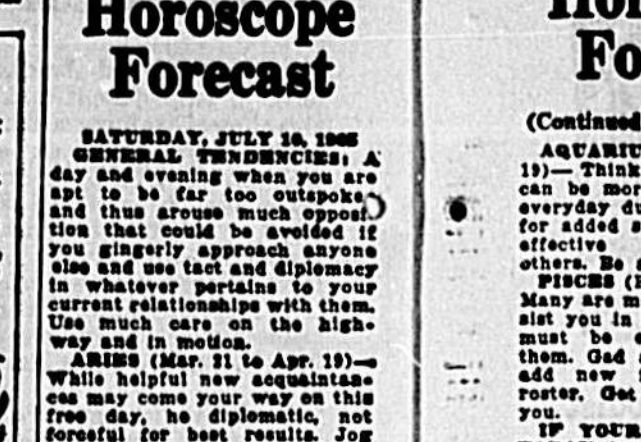 Horoscope
Forecast
SATURDAY, JULY 10, 1965
GENERAL TENDENCIES: A
day and evening when you are
apt to be far too outspoke
and thus arouse much opposi-
tion that could be avoided if
you gingerly approach anyone
else and use tact and diplomacy
in whatever pertains to your
current relationships with them.
Use much care on the high-
way and in motion.
ARIES (Mar. 21 to Apr. 19)—
While helpful new acquaintan-
ces may come your way on this
free day, be diplomatic, not
forceful for best results. Jog
Fo
(Continued
AQUARIU
19)— Think
can be mor
everyday du
for added s
effective
others. Be
PISCES (
Many are m
sist you in
must be
them. Gad
add new
roster. Get
you.
IF YOUR